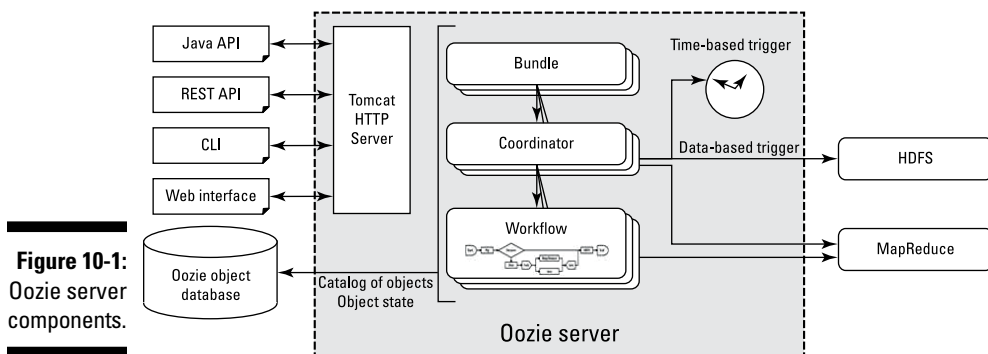 Java API
REST API
CLI
Web interface
Oozie object
database
Tomcat
HTTP
Server
Bundle
Coordinator
Workflow
Catalog of objects
Object state
Time-based trigger
Data-based trigger
HDFS
MapReduce
Oozie server
Figure 10-1:
Oozie server
components.